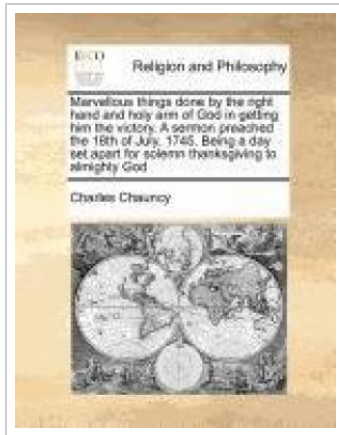 ECCO
Religion and Philosophy
Marvellous things done by the right
hand and holy arm of God in getting
him the victory. A sermon preached
the 18th of July, 1745. Being a day
set apart for solemn thanksgiving to
almighty God
Charles Chauncy